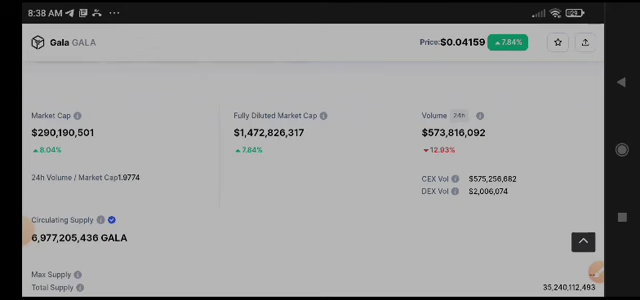 8:38 AM
Gala GALA
Price:$0.04159 7.84%
Market Cap
$290,190,501
8.04%
24h Volume / Market Cap1.9774
Fully Diluted Market Cap
$1,472,826,317
7.84%
Volume 24h
$573,816,092
12.93%
CEX Vol $575,256,682
DEX Vol $2,006,074
Circulating Supply
6,977,205,436 GALA
Max Supply
Total Supply 35,240,112,493